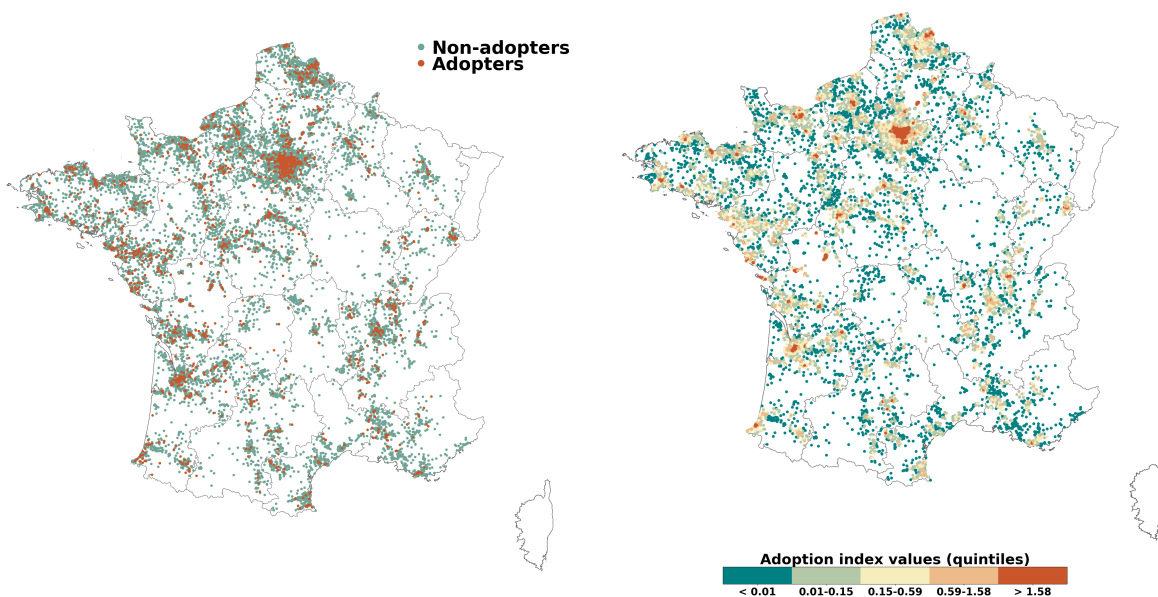 Non-adopters
Adopters
Adoption index values (quintiles)
< 0.01 0.01-0.15 0.15-0.59 0.59-1.58 > 1.58